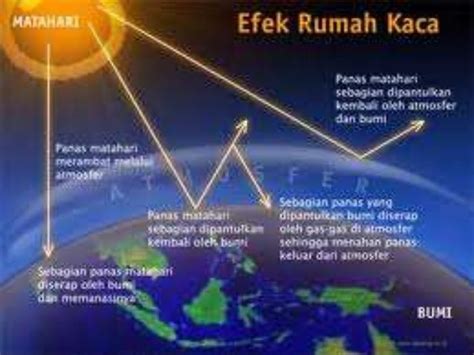 MATAHARI
Efek Rumah Kaca
Panas matahari
sebagian dipantulkan
kembali oleh atmosfer
dan bumi
Panas matahari
merambat melalui
atmosfer
ATMOSFER
Panas matahari
sebagian dipantulkan
kembali oleh bumi
Sebagian panas yang
dipantulkan bumi diserap
oleh gas-gas di atmosfer
sehingga menahan panas
keluar dari atmosfer
Sebagian panas matahari
diserap oleh bumi
dan memanasinya
BUMI